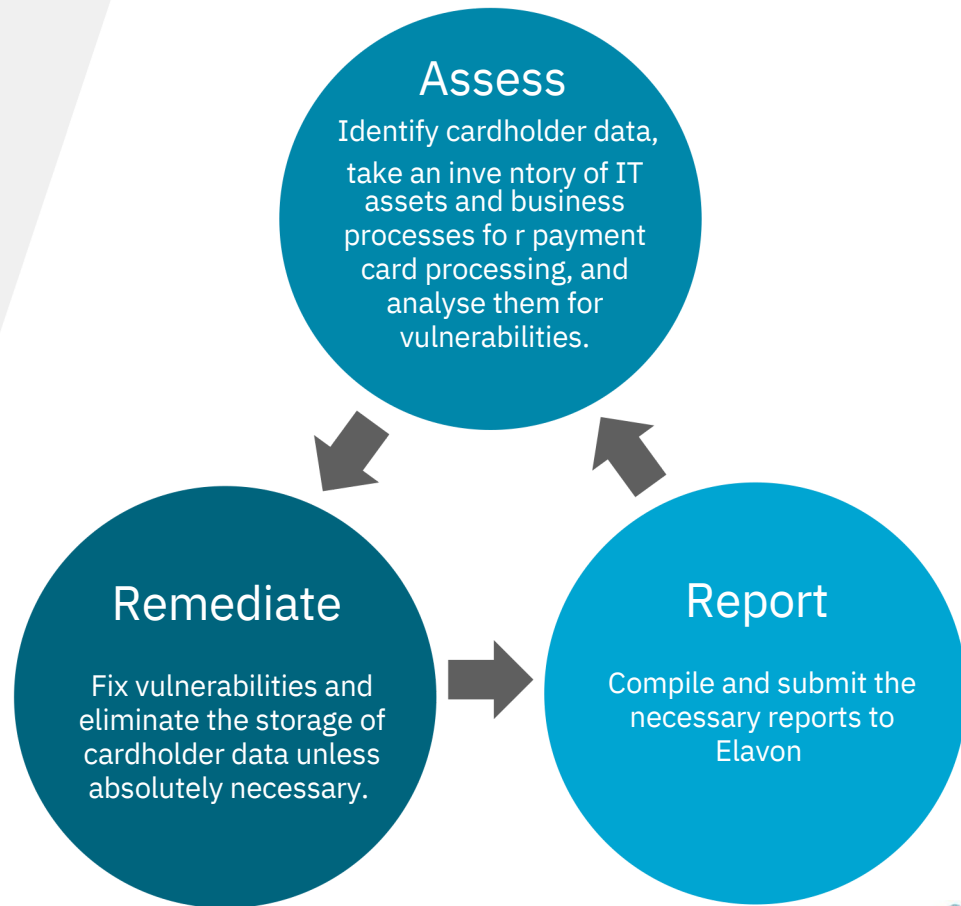 Assess
Identify cardholder data,
take an inve ntory of IT
assets and business
processes fo r payment
card processing, and
analyse them for
vulnerabilities.
Remediate
Fix vulnerabilities and
eliminate the storage of
cardholder data unless
absolutely necessary.
Report
Compile and submit the
necessary reports to
Elavon